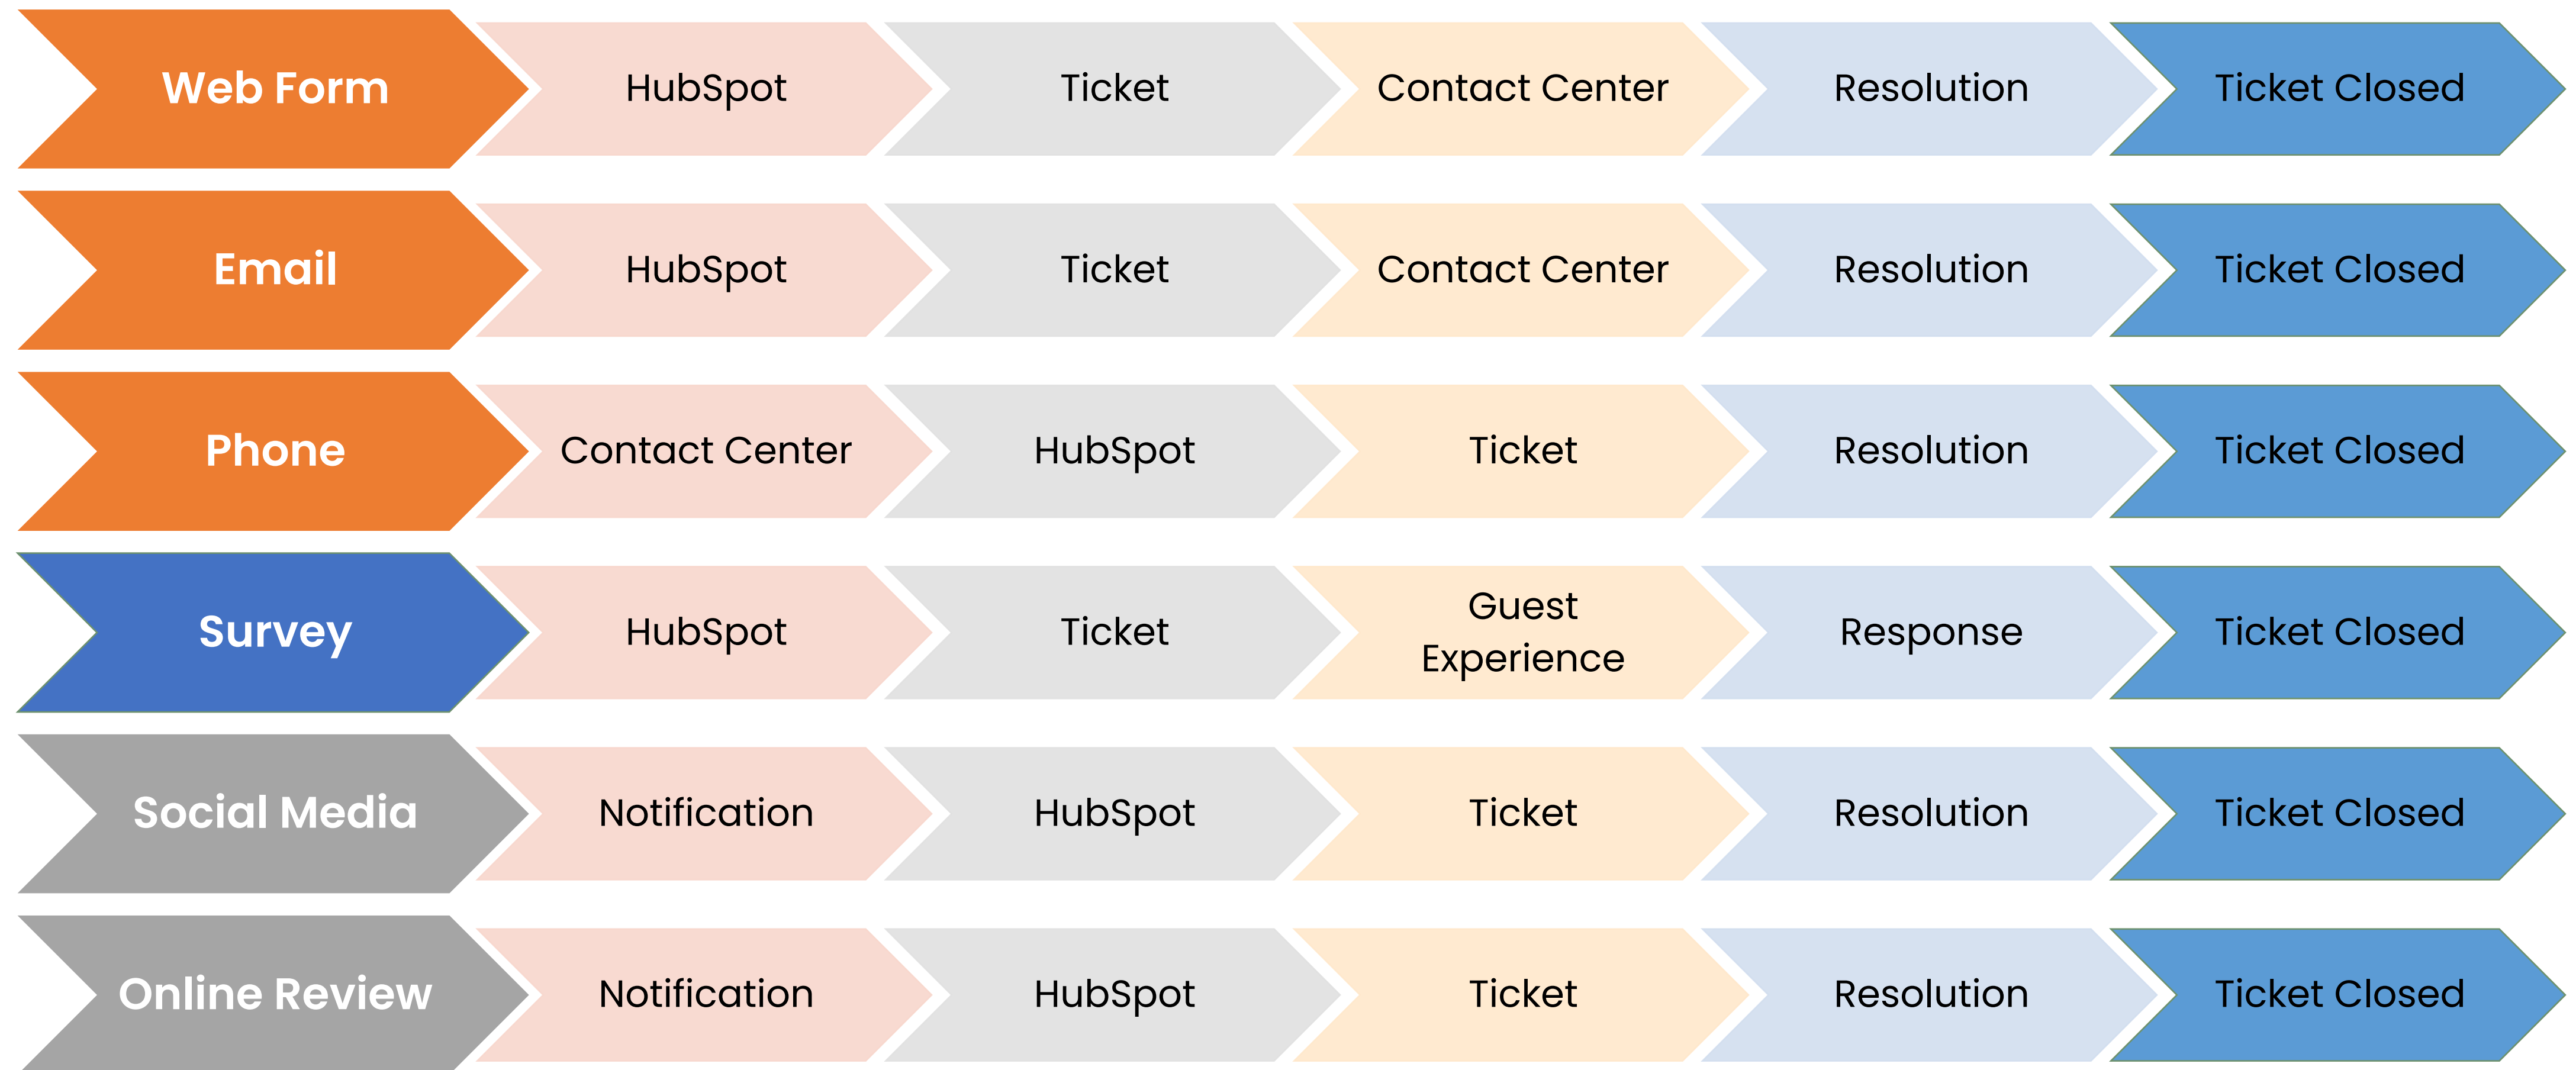 Web Form HubSpot Ticket Contact Center Resolution Ticket Closed
Email HubSpot Ticket Contact Center Resolution Ticket Closed
Phone Contact Center HubSpot Ticket Resolution Ticket Closed
Survey HubSpot Ticket Guest Experience Response Ticket Closed
Social Media Notification HubSpot Ticket Resolution Ticket Closed
Online Review Notification HubSpot Ticket Resolution Ticket Closed